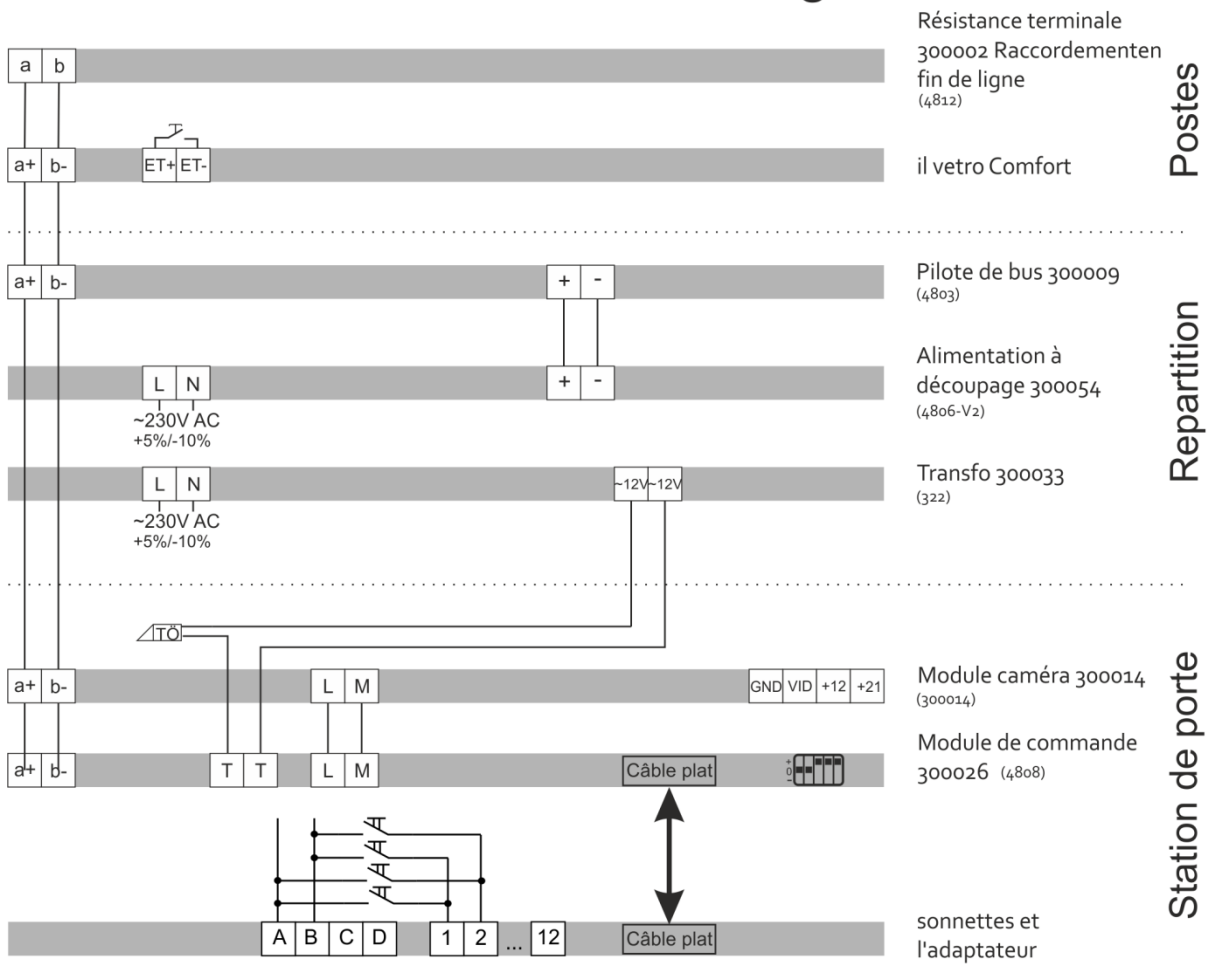 Résistance terminale
300002 Raccordementen
fin de ligne
(4812)
a b
Postes
a+ b- ET+ ET-
il vetro Comfort
a+ b- + -
Pilote de bus 300009
(4803)
L N + -
~230V AC
+5%/-10%
Alimentation à
découpage 300054
(4806-V2)
Repartition
L N ~12V ~12V
~230V AC
+5%/-10%
Transfo 300033
(322)
TÖ
a+ b- L M GND VID +12 +21
Module caméra 300014
(300014)
a+ b- T T L M Câble plat + 0 -
Module de commande
300026 (4808)
Station de porte
A B C D 1 2 ... 12 Câble plat
sonnettes et
l'adaptateur